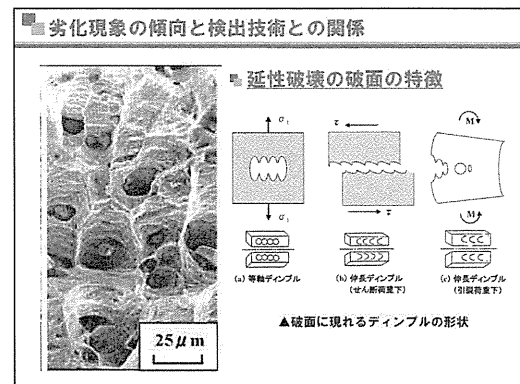 劣化現象の傾向と検出技術との関係
延性破壊の破面の特徴
σ₁
τ
M
σ₁
τ
M
(a) 等軸ディンプル
(b) 伸長ディンプル
(せん断荷重下)
(c) 伸長ディンプル
(引裂荷重下)
▲破面に現れるディンプルの形状
25μm